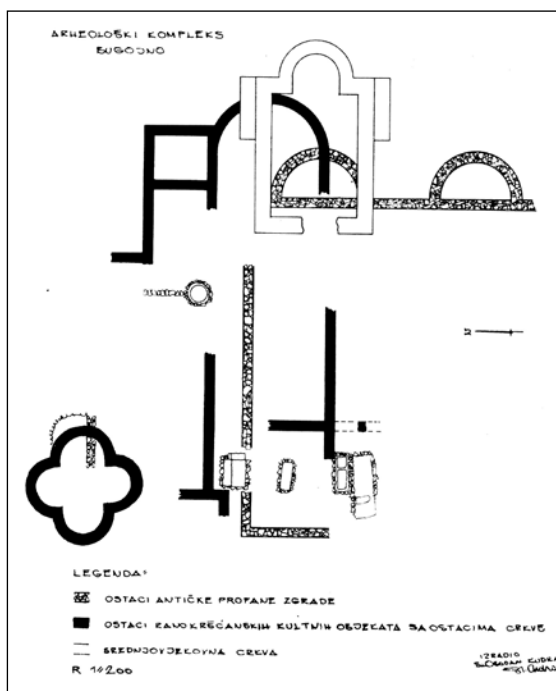 ARHEOLOŠKI KOMPLEKS
BUGOJNO
LEGENDA:
OSTACI ANTIČKE PROFANE ZGRADE
OSTACI RANOKRŠĆANSKIH KULTNIH OBJEKATA SA OSTACIMA CRKVE
SREDNJOVJEKOVNA CRKVA
R 1:200
IZRADIO